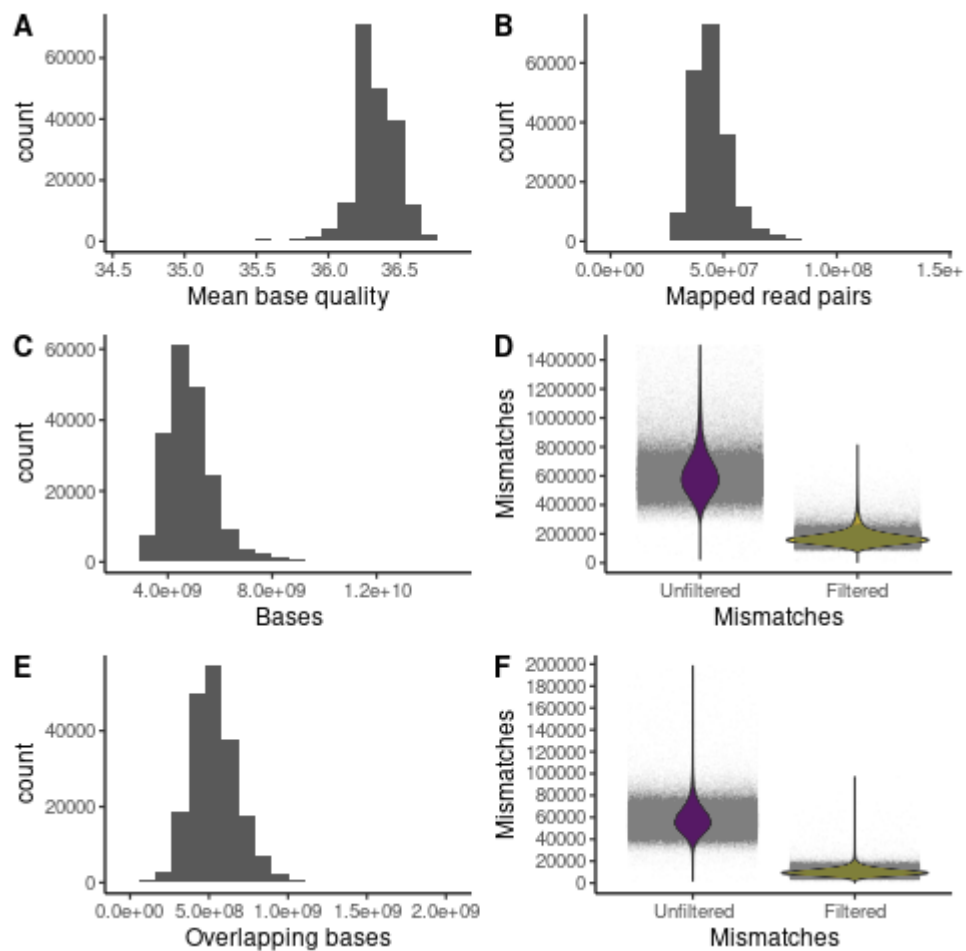 A
count
60000
40000
20000
0
34.5 35.0 35.5 36.0 36.5
Mean base quality
B
count
60000
40000
20000
0
0.0e+00 5.0e+07 1.0e+08 1.5e+
Mapped read pairs
C
count
60000
40000
20000
0
4.0e+09 8.0e+09 1.2e+10
Bases
D
Mismatches
1400000
1200000
1000000
800000
600000
400000
200000
0
Unfiltered Filtered
Mismatches
E
count
40000
20000
0
0.0e+00 5.0e+08 1.0e+09 1.5e+09 2.0e+09
Overlapping bases
F
Mismatches
200000
180000
160000
140000
120000
100000
80000
60000
40000
20000
0
Unfiltered Filtered
Mismatches